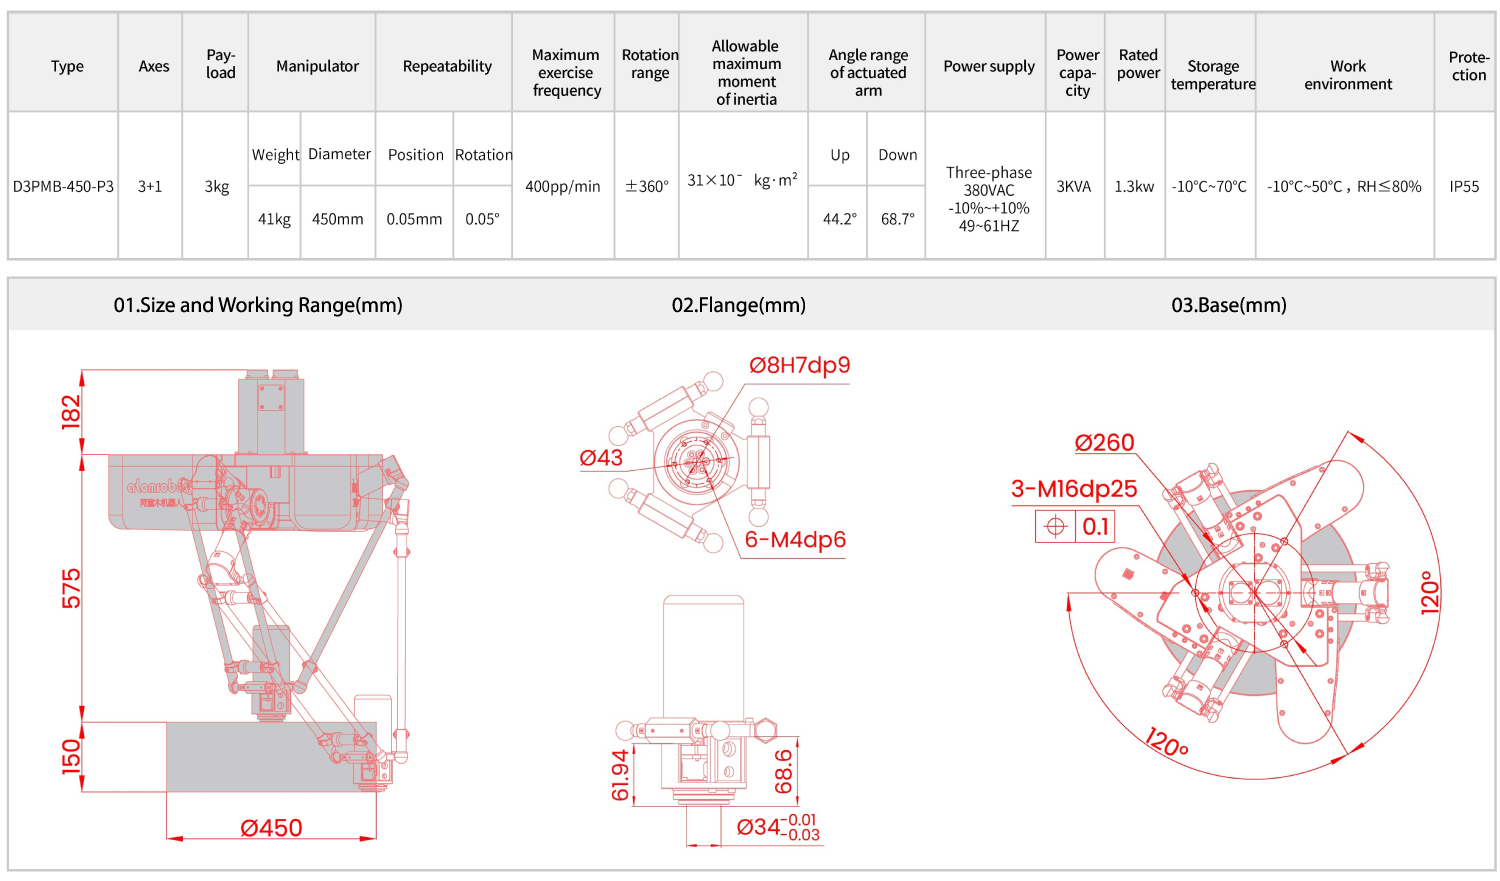 Type
Axes
Pay-
load
Manipulator
Repeatability
Maximum
exercise
frequency
Rotation
range
Allowable
maximum
moment
of inertia
Angle range
of actuated
arm
Power supply
Power
capa-
city
Rated
power
Storage
temperature
Work
environment
Prote-
ction
D3PMB-450-P3
3+1
3kg
Weight
Diameter
Position
Rotation
41kg
450mm
0.05mm
0.05°
400pp/min
±360°
31×10⁻ kg·m²
Up
Down
44.2°
68.7°
Three-phase
380VAC
-10%~+10%
49~61HZ
3KVA
1.3kw
-10℃~70℃
-10℃~50℃ , RH≤80%
IP55
01.Size and Working Range(mm)
02.Flange(mm)
03.Base(mm)
182
575
150
Ø450
atomrobot
阿童木机器人
Ø8H7dp9
Ø43
6-M4dp6
61.94
68.6
Ø34 -0.01
-0.03
Ø260
3-M16dp25
0.1
120°
120°